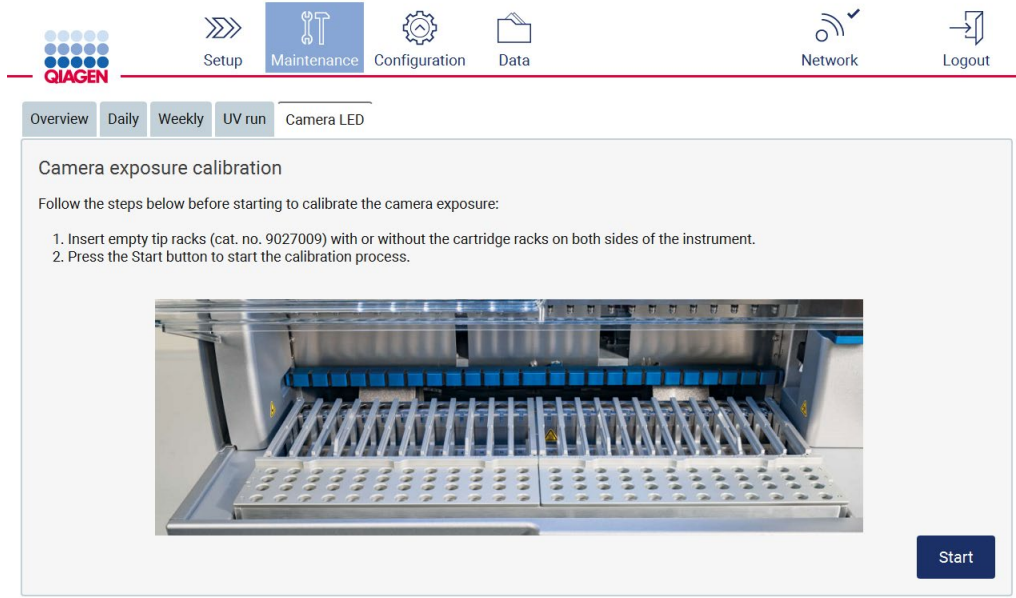 QIAGEN
Setup
Maintenance
Configuration
Data
Network
Logout
Overview
Daily
Weekly
UV run
Camera LED
Camera exposure calibration
Follow the steps below before starting to calibrate the camera exposure:
1. Insert empty tip racks (cat. no. 9027009) with or without the cartridge racks on both sides of the instrument.
2. Press the Start button to start the calibration process.
Start